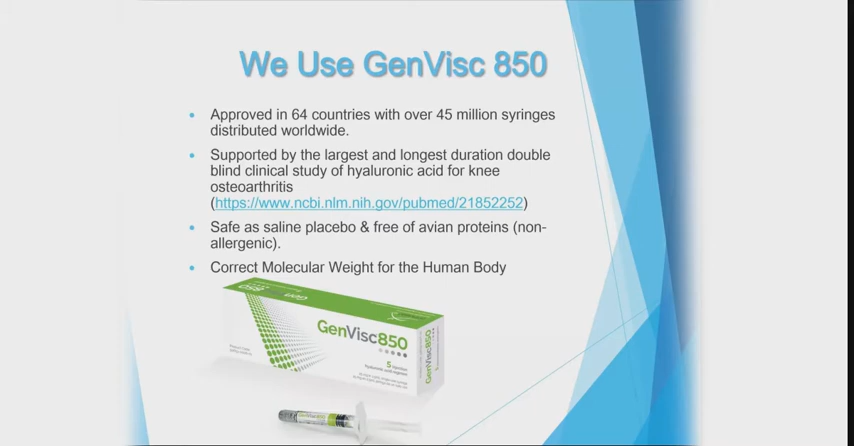 We Use GenVisc 850
Approved in 64 countries with over 45 million syringes
distributed worldwide.
Supported by the largest and longest duration double
blind clinical study of hyaluronic acid for knee
osteoarthritis
(https://www.ncbi.nlm.nih.gov/pubmed/21852252)
Safe as saline placebo & free of avian proteins (non-
allergenic).
Correct Molecular Weight for the Human Body
GenVisc850
5
GenVisc850
GenVisc850